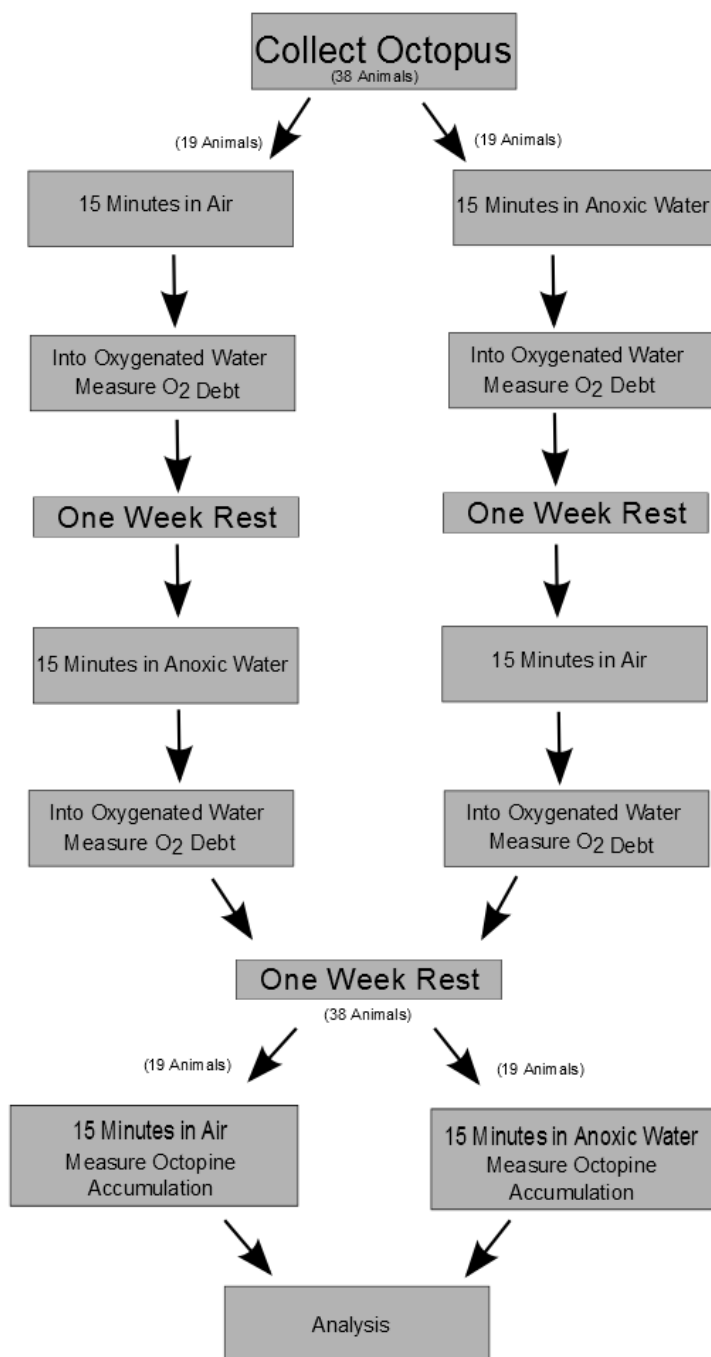 Collect Octopus
(38 Animals)
(19 Animals)
(19 Animals)
15 Minutes in Air
15 Minutes in Anoxic Water
Into Oxygenated Water
Measure O2 Debt
Into Oxygenated Water
Measure O2 Debt
One Week Rest
One Week Rest
15 Minutes in Anoxic Water
15 Minutes in Air
Into Oxygenated Water
Measure O2 Debt
Into Oxygenated Water
Measure O2 Debt
One Week Rest
(38 Animals)
(19 Animals)
(19 Animals)
15 Minutes in Air
Measure Octopine
Accumulation
15 Minutes in Anoxic Water
Measure Octopine
Accumulation
Analysis